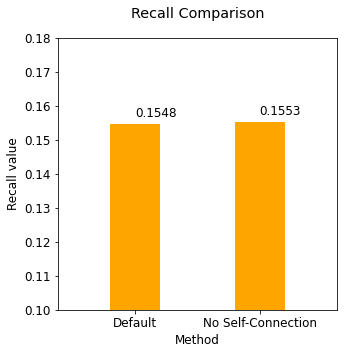 Recall Comparison
0.18
0.17
0.16
0.15
0.14
0.13
0.12
0.11
0.10
Recall value
0.1548
0.1553
Default
No Self-Connection
Method